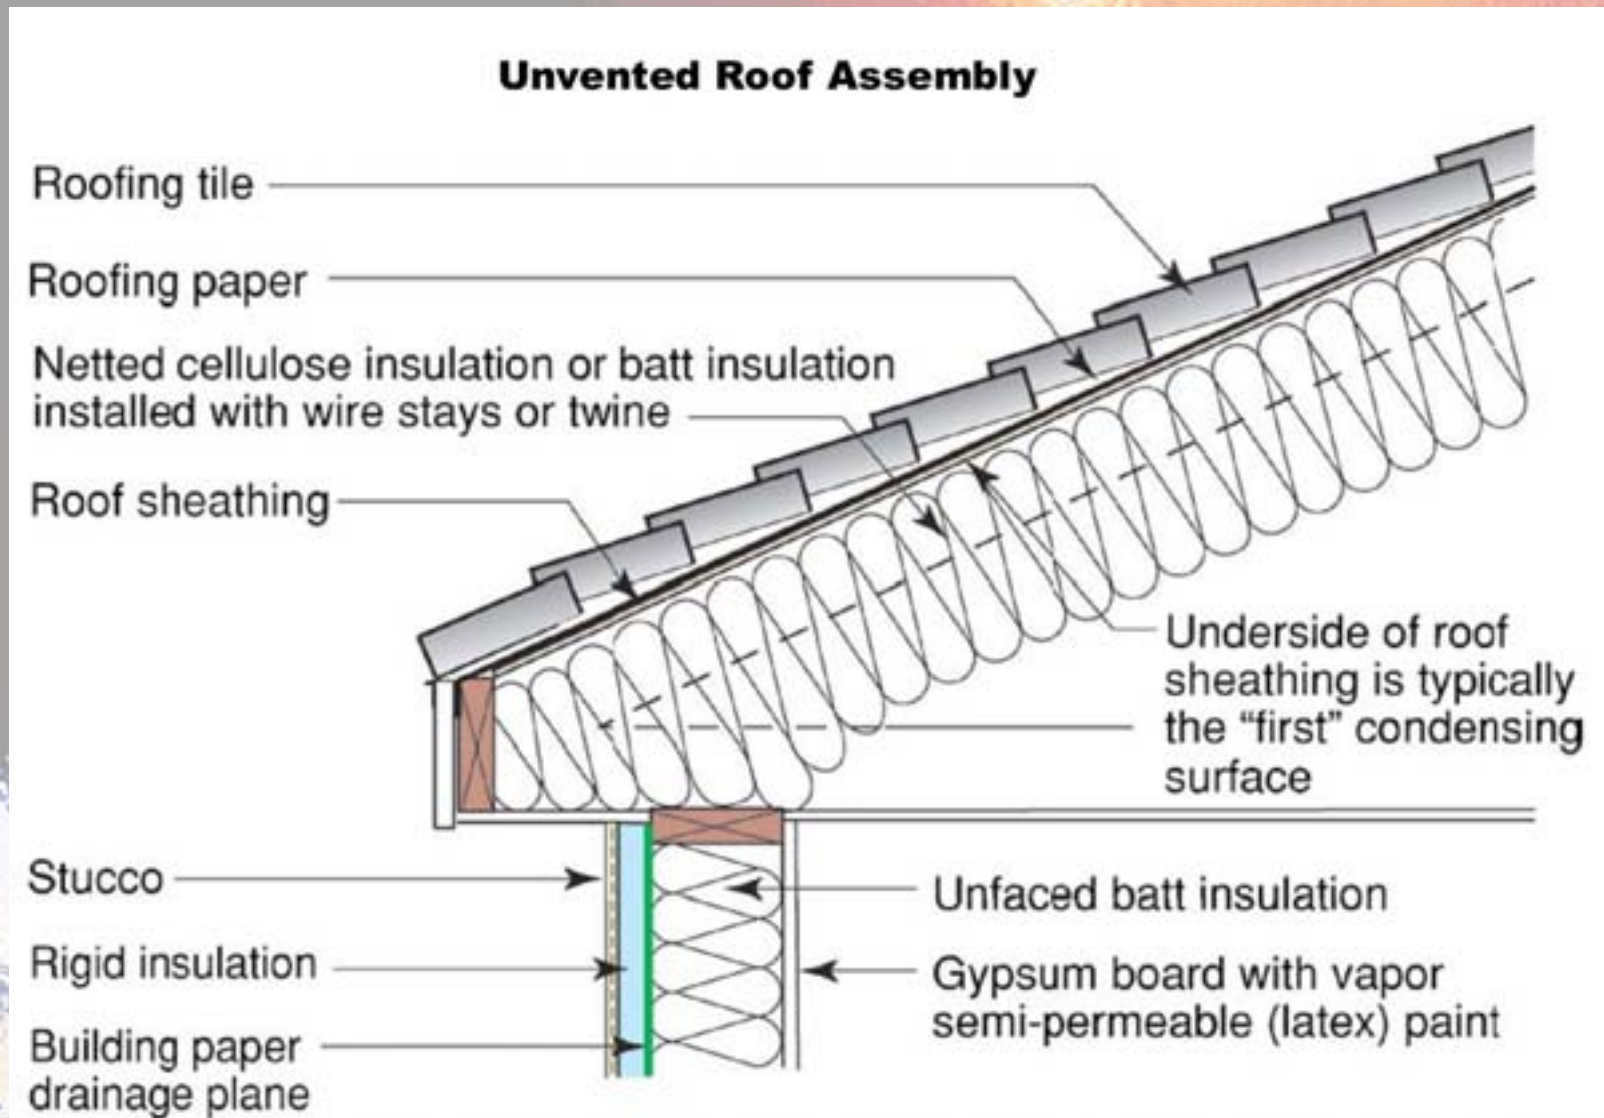 Unvented Roof Assembly
Roofing tile
Roofing paper
Netted cellulose insulation or batt insulation
installed with wire stays or twine
Roof sheathing
Underside of roof
sheathing is typically
the “first” condensing
surface
Stucco
Rigid insulation
Building paper
drainage plane
Unfaced batt insulation
Gypsum board with vapor
semi-permeable (latex) paint